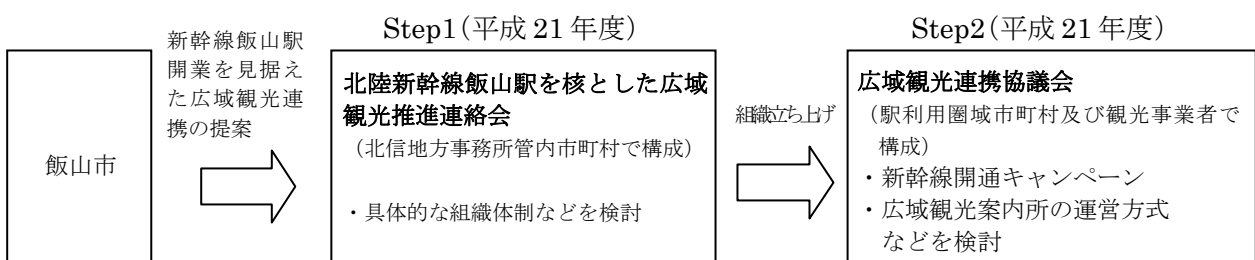 飯山市
新幹線飯山駅
開業を見据え
た広域観光連
携の提案
Step1(平成 21 年度)
北陸新幹線飯山駅を核とした広域
観光推進連絡会
(北信地方事務所管内市町村で構成)
・具体的な組織体制などを検討
組織立ち上げ
Step2(平成 21 年度)
広域観光連携協議会
(駅利用圏域市町村及び観光事業者で
構成)
・新幹線開通キャンペーン
・広域観光案内所の運営方式
などを検討